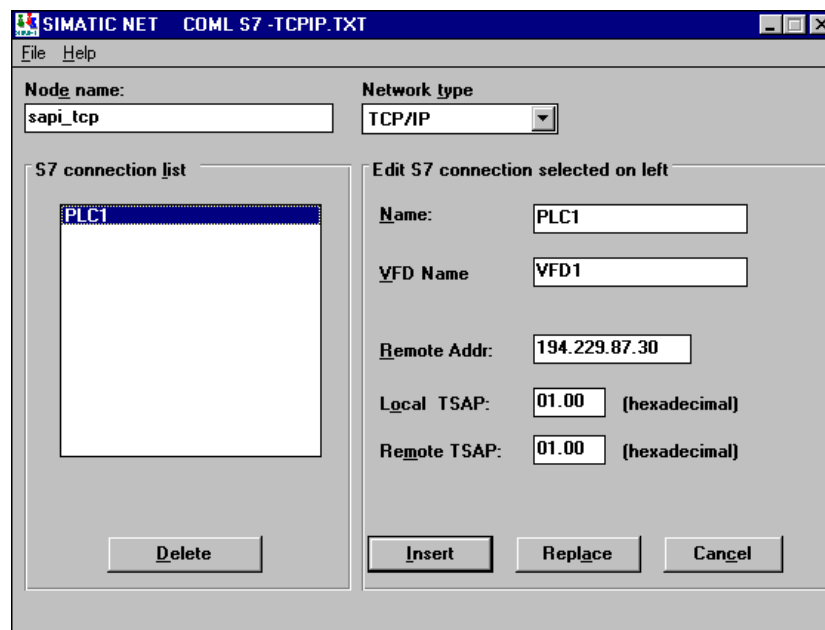 SIMATIC NET COML S7 -TCPIP.TXT
File Help
Node name:
Network type
sapi_tcp
TCP/IP
S7 connection list
Edit S7 connection selected on left
PLC1
Name:
PLC1
VFD Name
VFD1
Remote Addr:
194.229.87.30
Local TSAP:
01.00
(hexadecimal)
Remote TSAP:
01.00
(hexadecimal)
Delete
Insert
Replace
Cancel